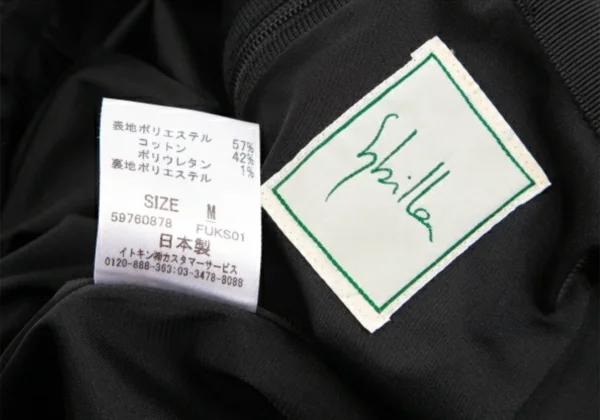 表地ポリエステル 57%
コットン 42%
ポリウレタン 1%
裏地ポリエステル
SIZE M
59760878 FUKS01
日本製
イトキン㈱カスタマーサービス
0120-888-363:03-3478-8088
Sybilla